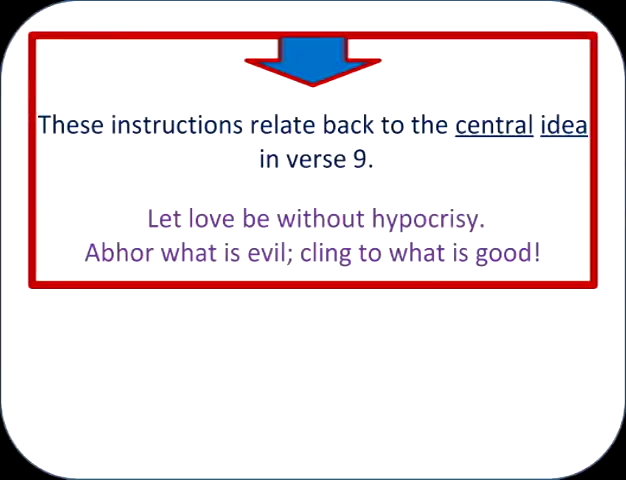 These instructions relate back to the central idea
in verse 9.
Let love be without hypocrisy.
Abhor what is evil; cling to what is good!